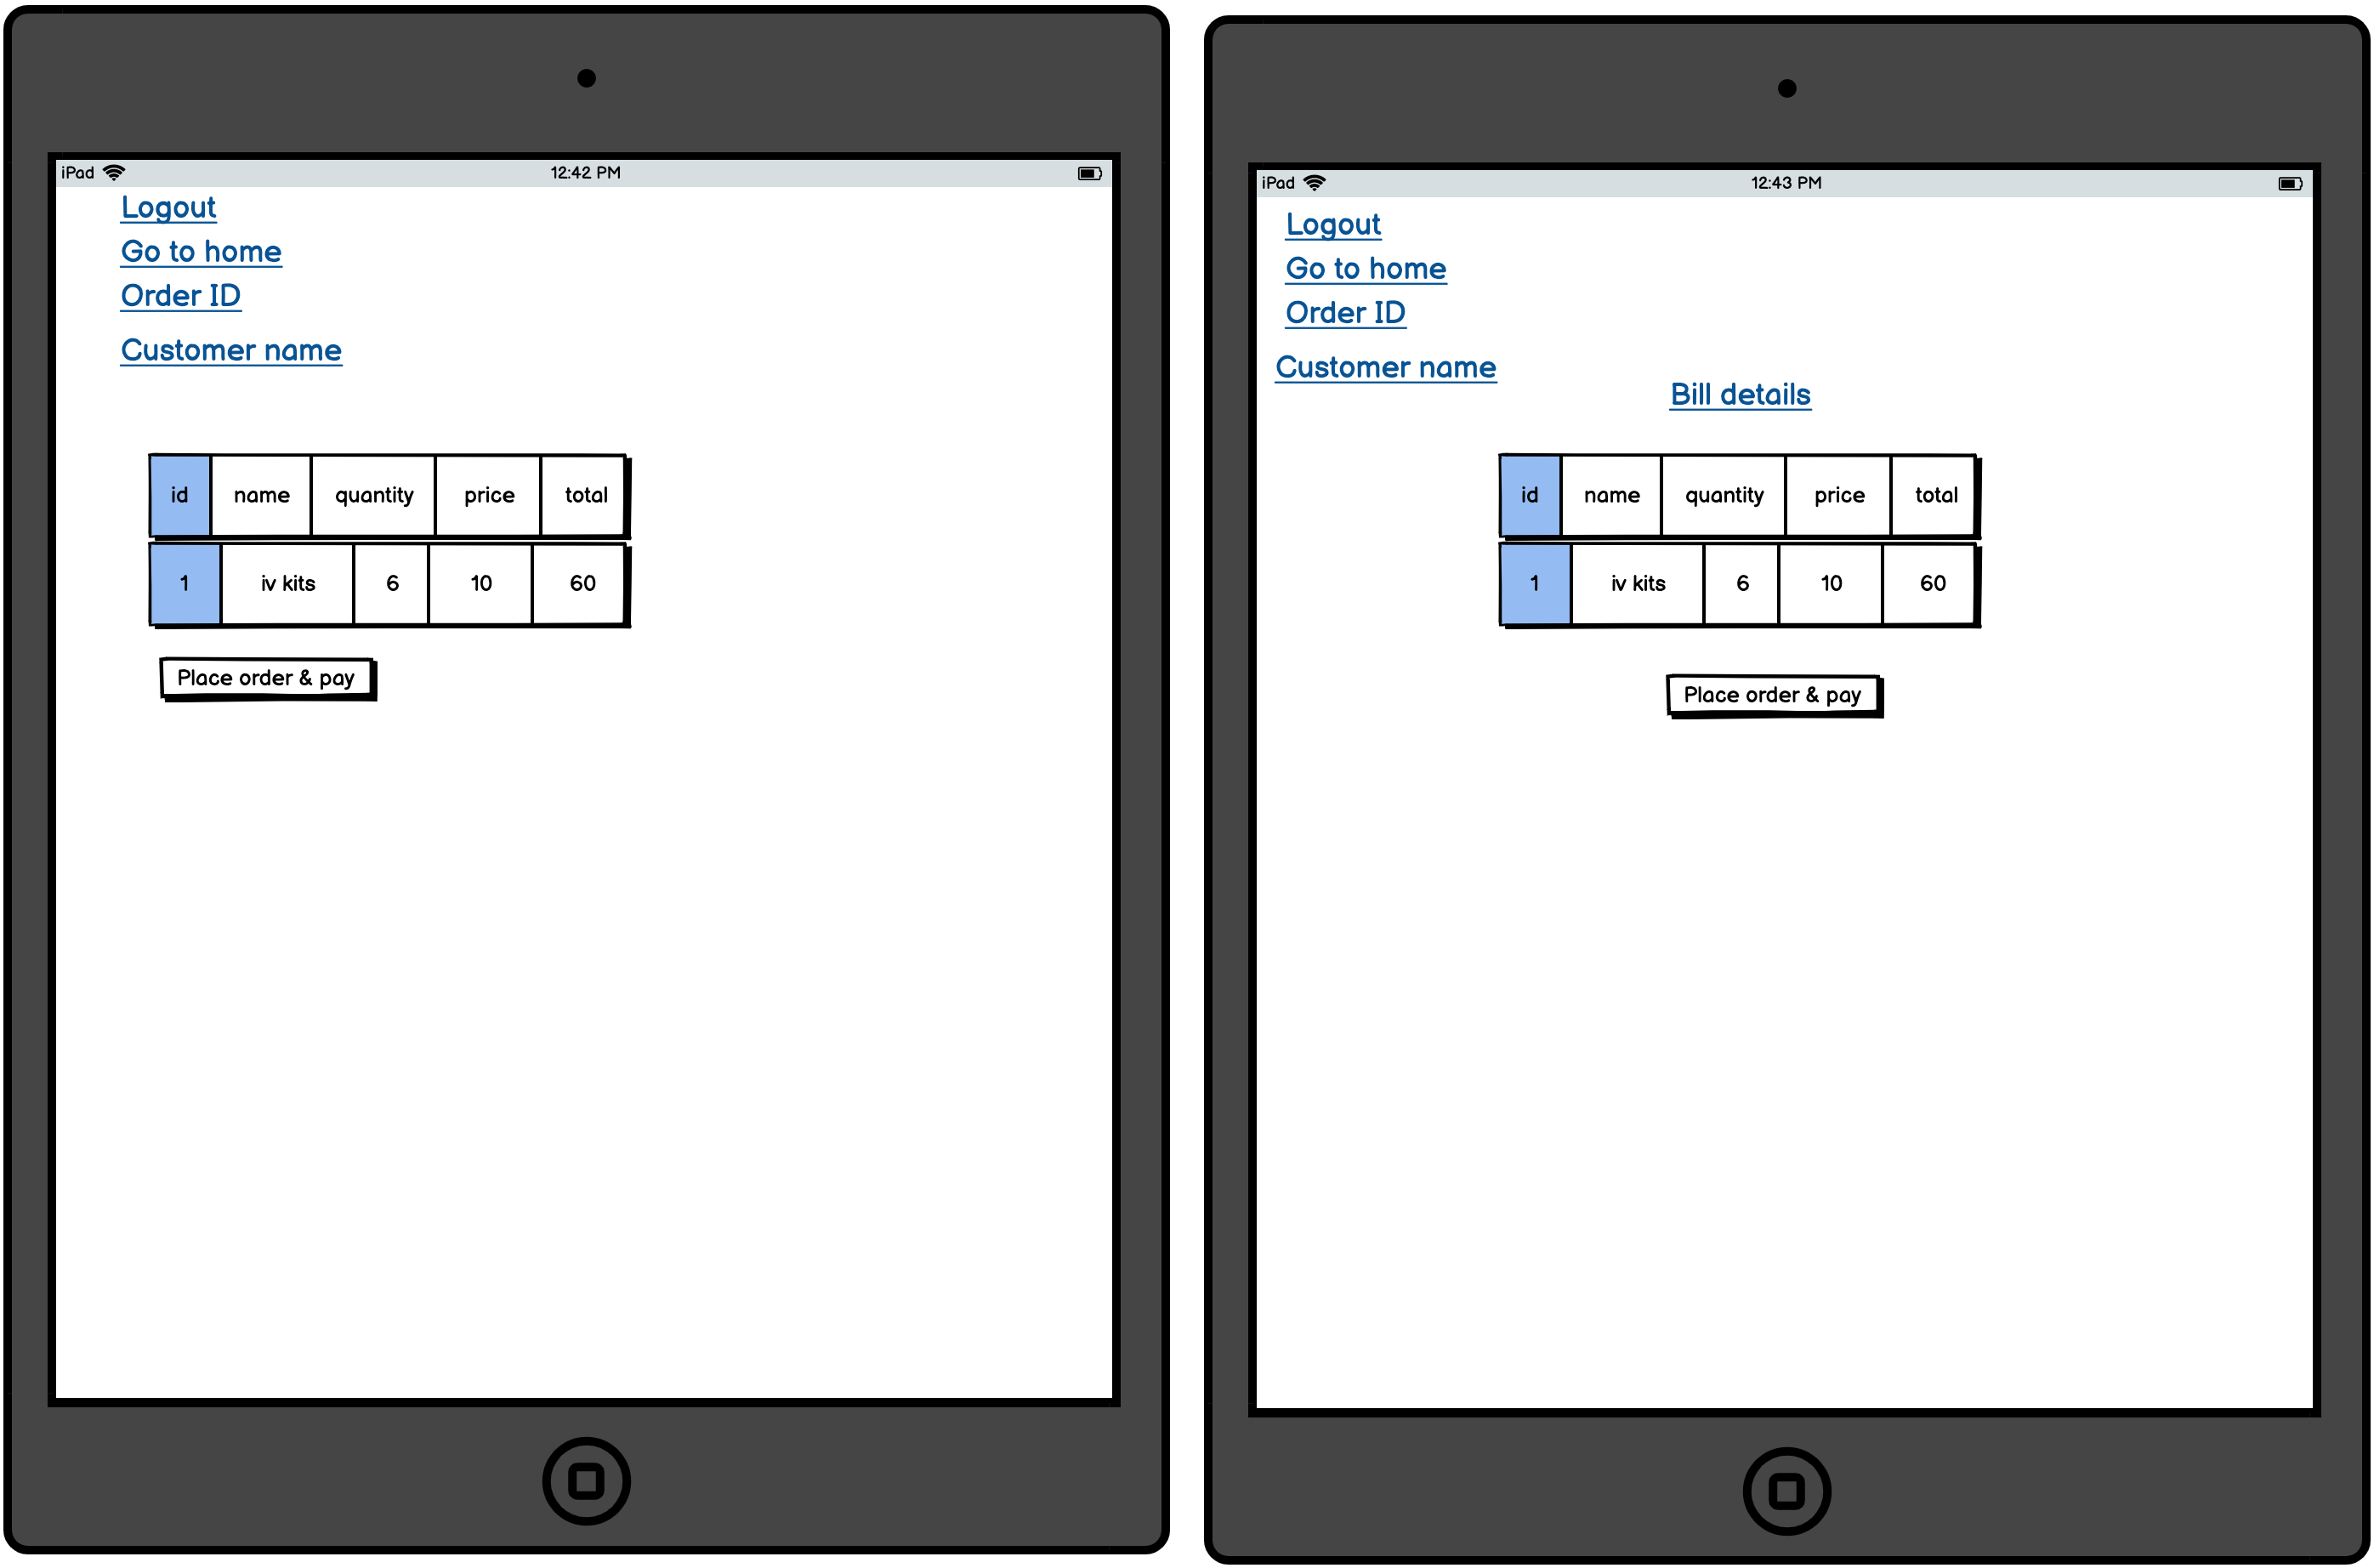 iPad 12:42 PM
Logout
Go to home
Order ID
Customer name
id name quantity price total
1 iv kits 6 10 60
Place order & pay
iPad 12:43 PM
Logout
Go to home
Order ID
Customer name
Bill details
id name quantity price total
1 iv kits 6 10 60
Place order & pay